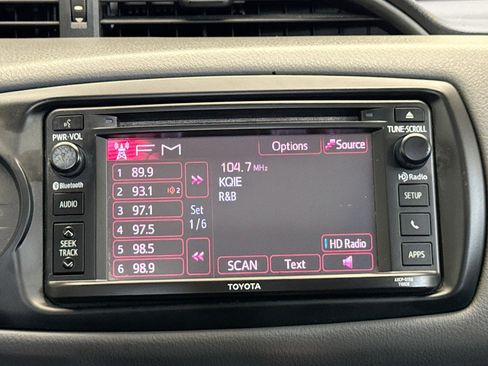 PWR•VOL
TUNE•SCROLL
FM
Options
Source
104.7 MHz
KQIE
R&B
1 89.9
2 93.1 HD 2
3 97.1
4 97.5
5 98.5
6 98.9
Set
1/6
HD Radio
SCAN
Text
Bluetooth
AUDIO
SEEK
TRACK
HD Radio
SETUP
APPS
TOYOTA